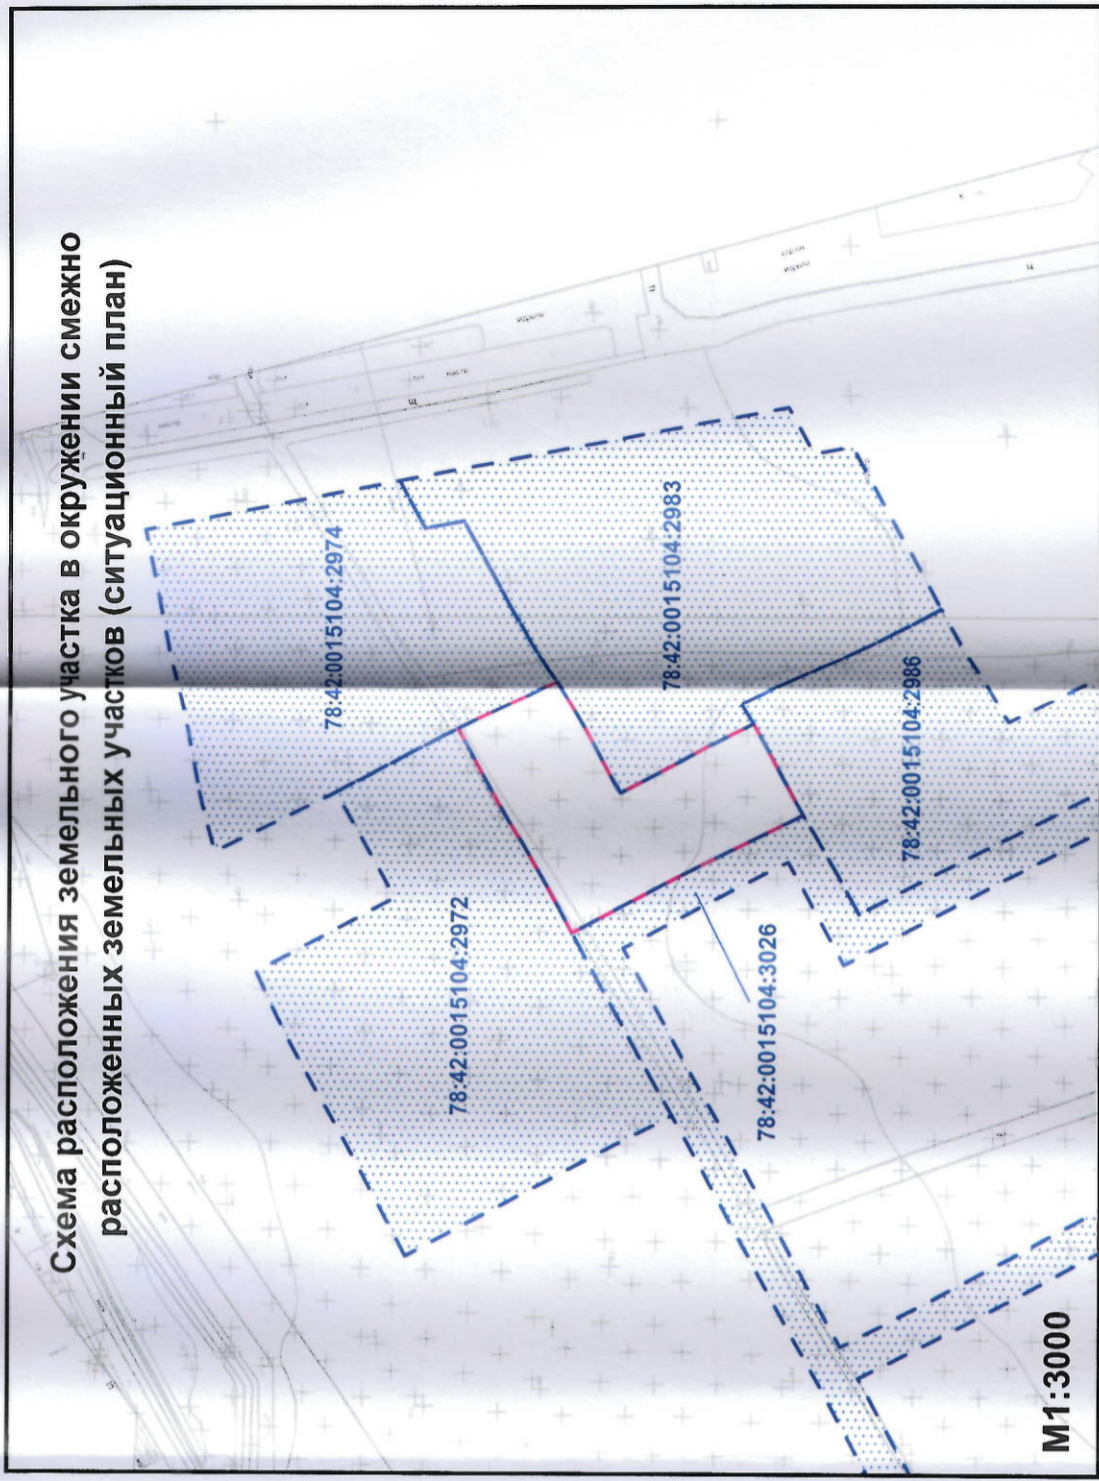 Схема расположения земельного участка в окружении смежно
расположенных земельных участков (ситуационный план)
78:42:0015104:2974
78:42:0015104:2972
78:42:0015104:2983
78:42:0015104:2986
78:42:0015104:3026
М1:3000